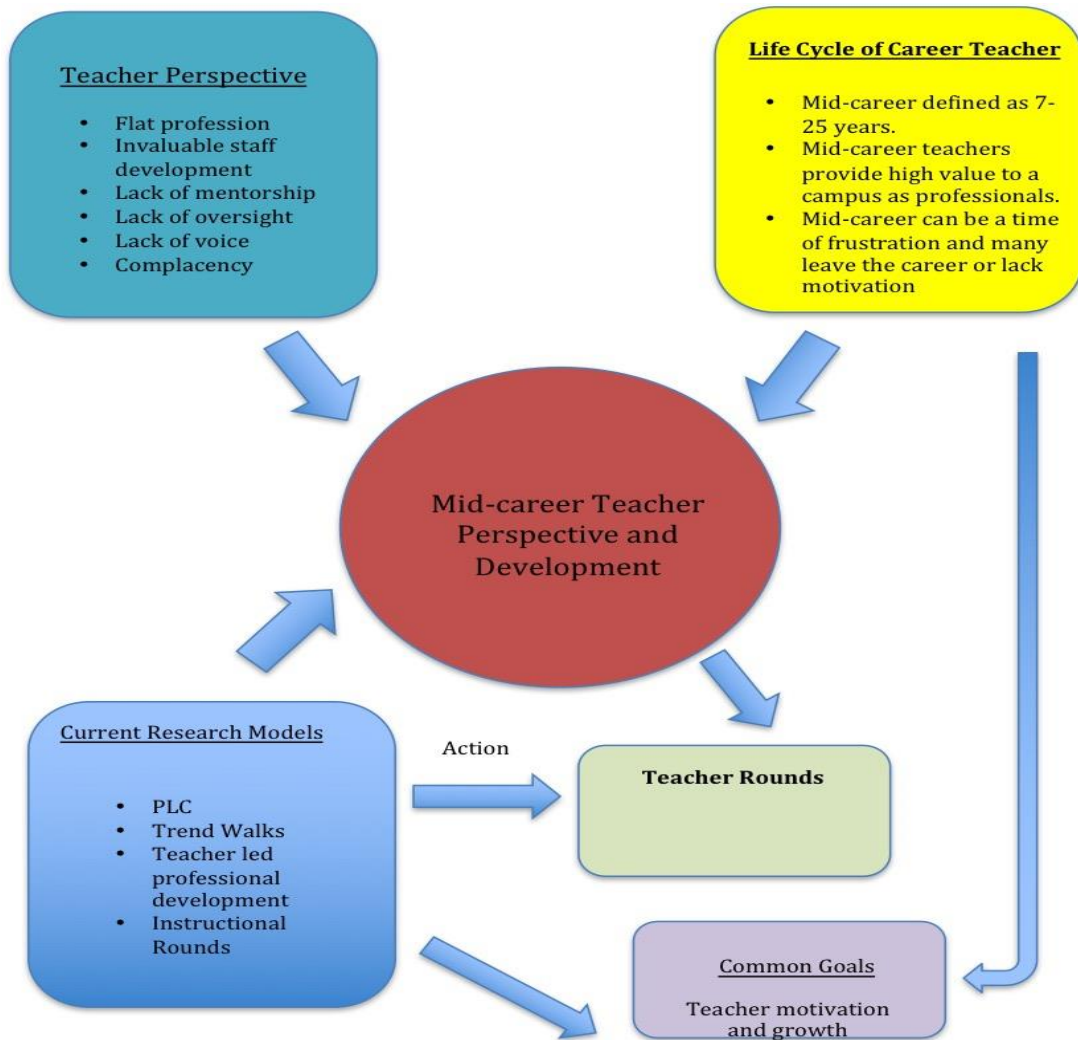 Teacher Perspective
• Flat profession
• Invaluable staff
development
• Lack of mentorship
• Lack of oversight
• Lack of voice
• Complacency
Life Cycle of Career Teacher
• Mid-career defined as 7-
25 years.
• Mid-career teachers
provide high value to a
campus as professionals.
• Mid-career can be a time
of frustration and many
leave the career or lack
motivation
Mid-career Teacher
Perspective and
Development
Current Research Models
• PLC
• Trend Walks
• Teacher led
professional
development
• Instructional
Rounds
Action
Teacher Rounds
Common Goals
Teacher motivation
and growth